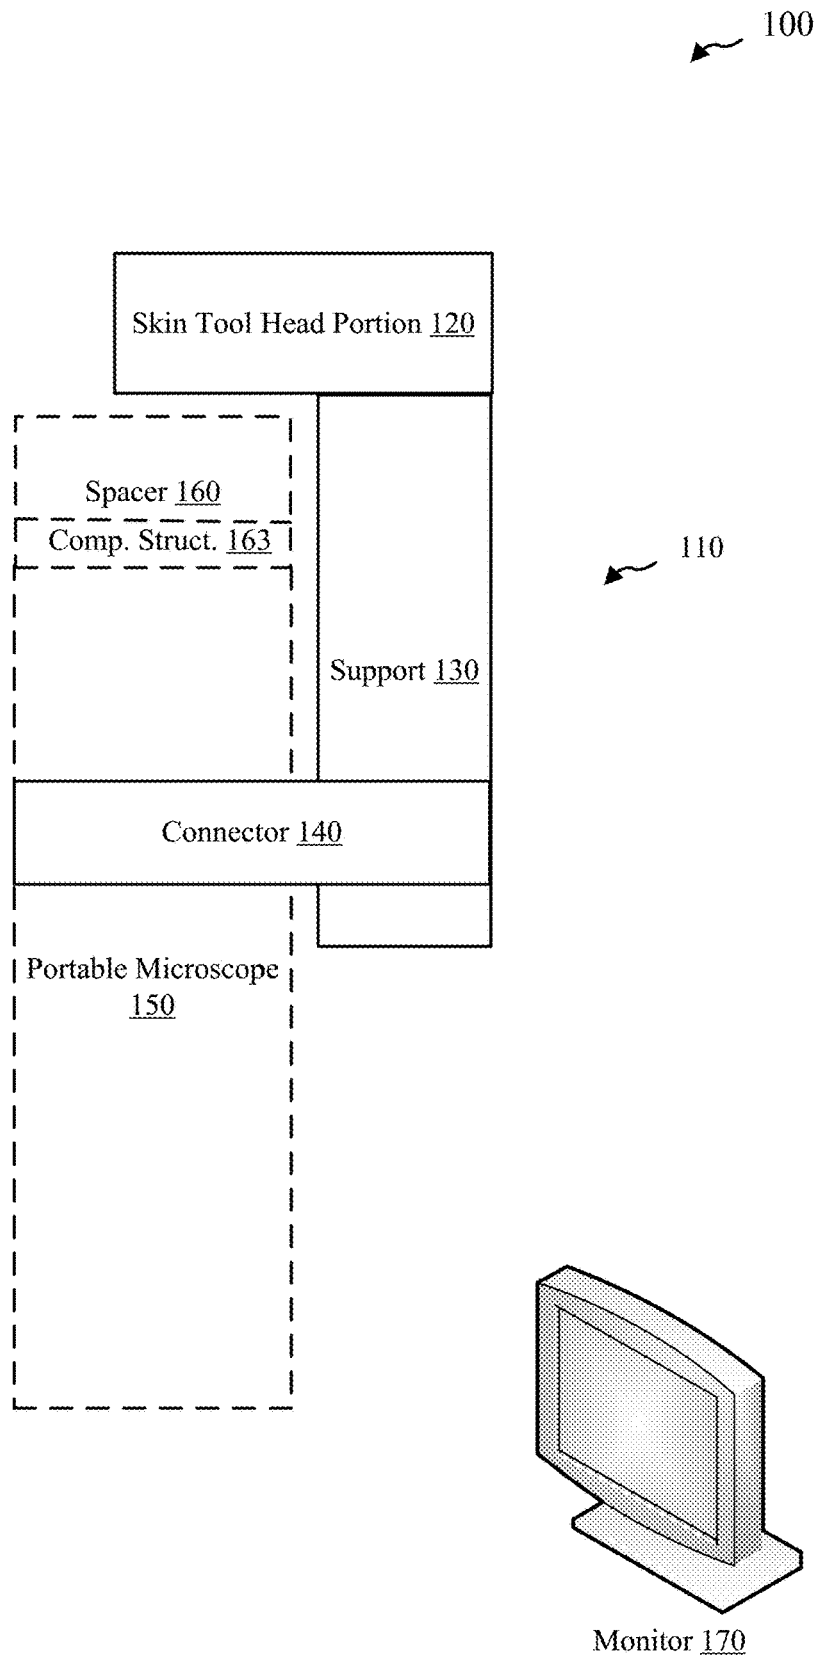 100
Skin Tool Head Portion 120
Spacer 160
Comp. Struct. 163
110
Support 130
Connector 140
Portable Microscope
150
Monitor 170